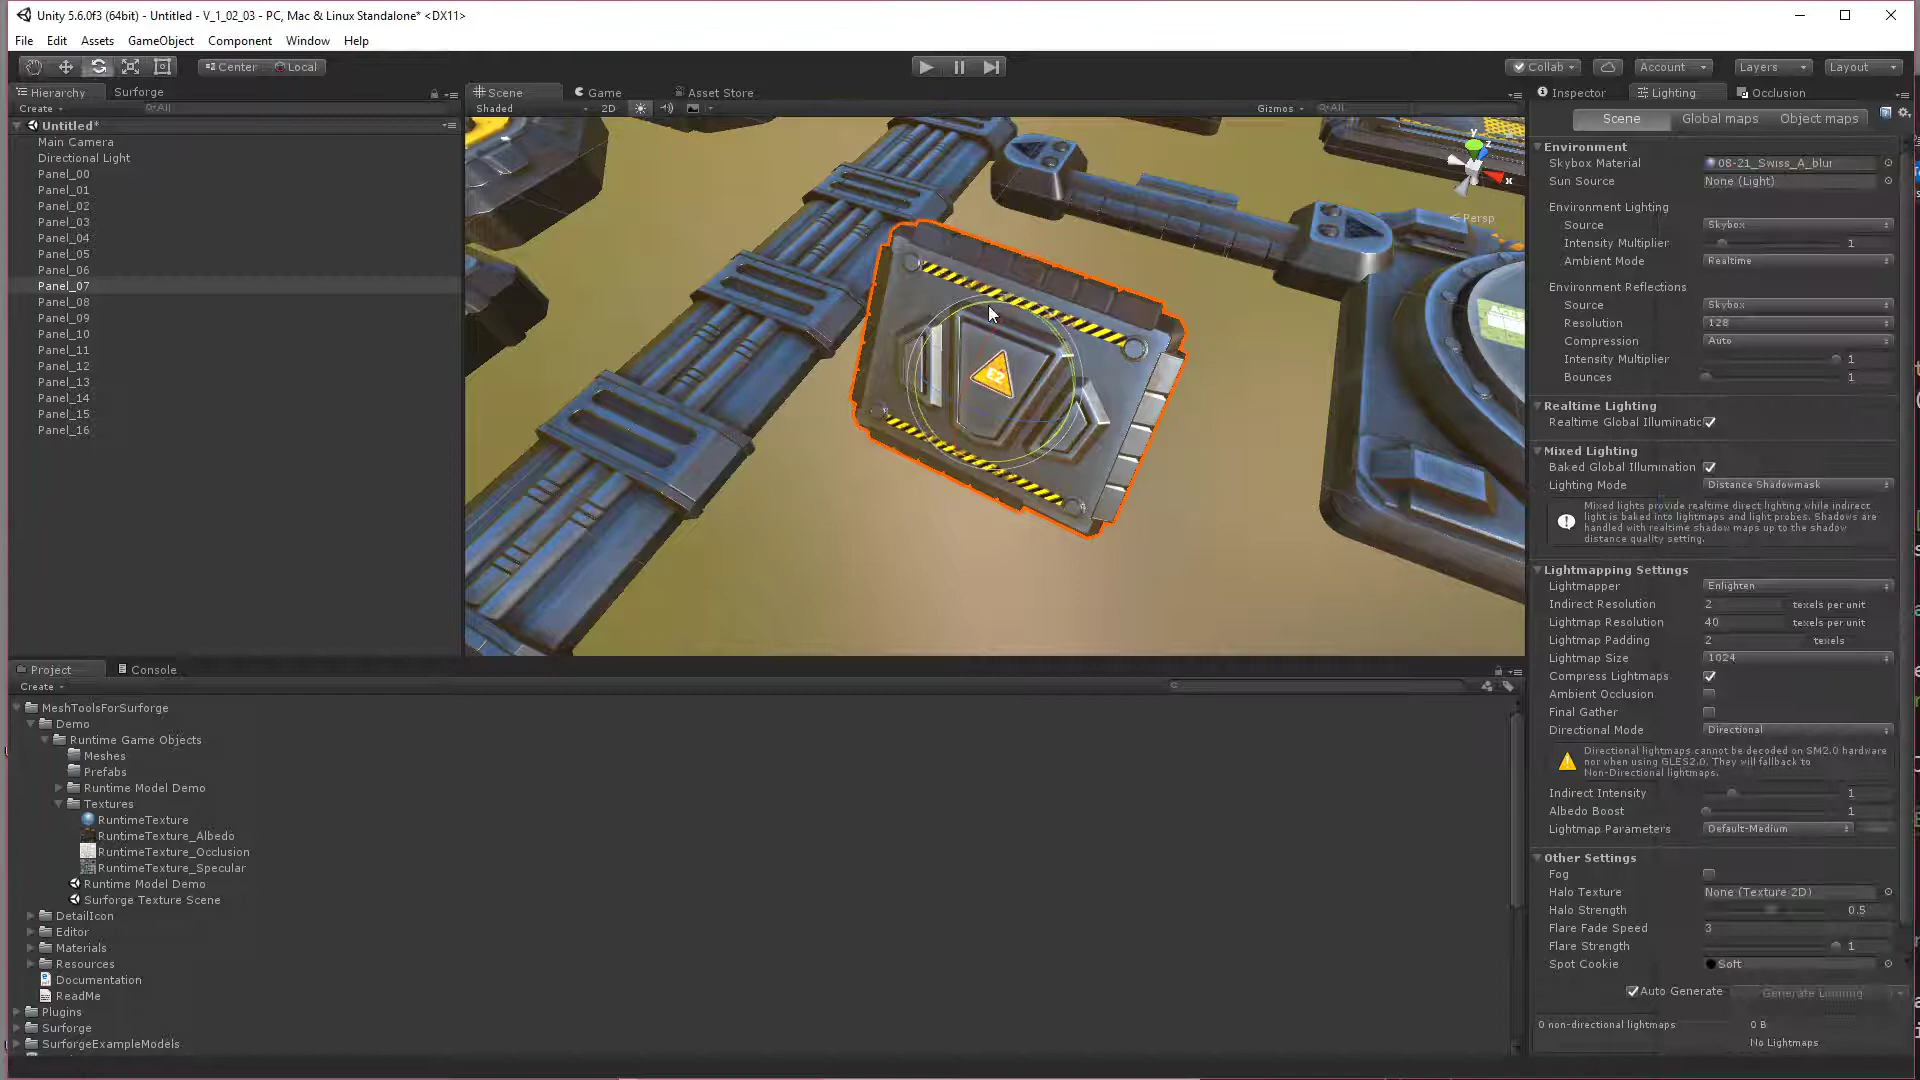 Unity 5.6.0f3 (64bit) - Untitled - V_1_02_03 - PC, Mac & Linux Standalone* <DX11>
File Edit Assets GameObject Component Window Help
Center Local Collab Account Layers Layout
Hierarchy Surforge
Create All
Untitled*
Main Camera
Directional Light
Panel_00
Panel_01
Panel_02
Panel_03
Panel_04
Panel_05
Panel_06
Panel_07
Panel_08
Panel_09
Panel_10
Panel_11
Panel_12
Panel_13
Panel_14
Panel_15
Panel_16
Scene Game Asset Store
Shaded 2D Gizmos All
y
z
x
Persp
EZ
Project Console
Create
MeshToolsForSurforge
Demo
Runtime Game Objects
Meshes
Prefabs
Runtime Model Demo
Textures
RuntimeTexture
RuntimeTexture_Albedo
RuntimeTexture_Occlusion
RuntimeTexture_Specular
Runtime Model Demo
Surforge Texture Scene
DetailIcon
Editor
Materials
Resources
Documentation
ReadMe
Plugins
Surforge
SurforgeExampleModels
Inspector Lighting Occlusion
Scene Global maps Object maps
Environment
Skybox Material 08-21_Swiss_A_blur
Sun Source None (Light)
Environment Lighting
Source Skybox
Intensity Multiplier 1
Ambient Mode Realtime
Environment Reflections
Source Skybox
Resolution 128
Compression Auto
Intensity Multiplier 1
Bounces 1
Realtime Lighting
Realtime Global Illuminatic
Mixed Lighting
Baked Global Illumination
Lighting Mode Distance Shadowmask
Mixed lights provide realtime direct lighting while indirect
light is baked into lightmaps and light probes. Shadows are
handled with realtime shadow maps up to the shadow
distance quality setting.
Lightmapping Settings
Lightmapper Enlighten
Indirect Resolution 2 texels per unit
Lightmap Resolution 40 texels per unit
Lightmap Padding 2 texels
Lightmap Size 1024
Compress Lightmaps
Ambient Occlusion
Final Gather
Directional Mode Directional
Directional lightmaps cannot be decoded on SM2.0 hardware
nor when using GLES2.0. They will fallback to
Non-Directional lightmaps.
Indirect Intensity 1
Albedo Boost 1
Lightmap Parameters Default-Medium
Other Settings
Fog
Halo Texture None (Texture 2D)
Halo Strength 0.5
Flare Fade Speed 3
Flare Strength 1
Spot Cookie Soft
Auto Generate Generate Lighting
0 non-directional lightmaps 0 B
No Lightmaps